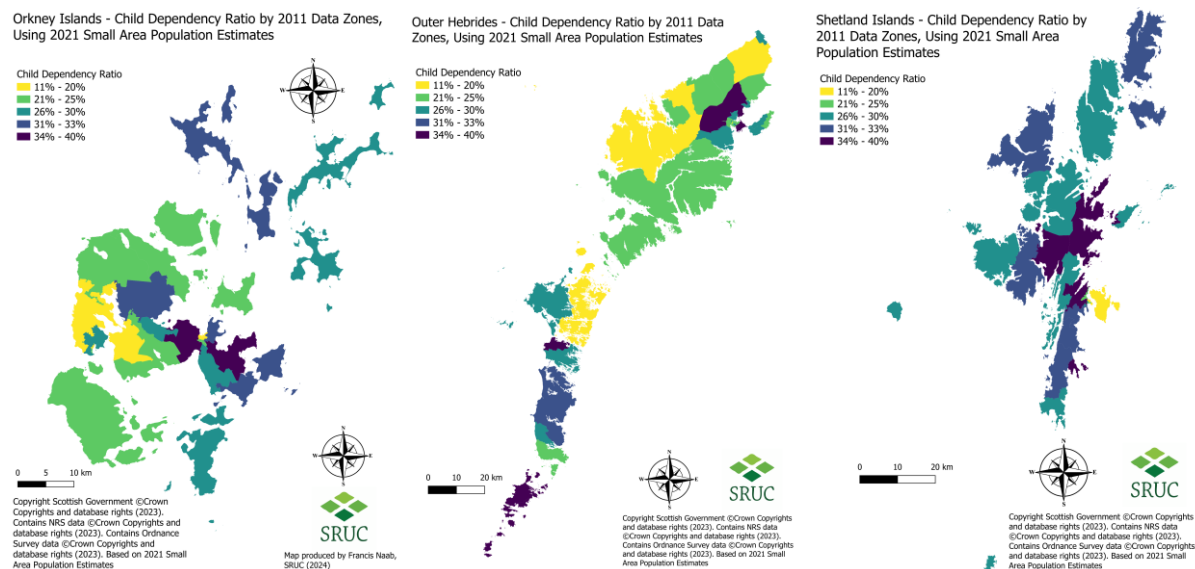 Orkney Islands - Child Dependency Ratio by 2011 Data Zones,
Using 2021 Small Area Population Estimates
Child Dependency Ratio
11% - 20%
21% - 25%
26% - 30%
31% - 33%
34% - 40%
N
W
E
S
0 5 10 km
Copyright Scottish Government ©Crown
Copyrights and database rights (2023).
Contains NRS data ©Crown Copyrights and
database rights (2023). Contains Ordnance
Survey data ©Crown Copyrights and
database rights (2023). Based on 2021 Small
Area Population Estimates
N
W
E
S
SRUC
Map produced by Francis Naab,
SRUC (2024)
Outer Hebrides - Child Dependency Ratio by 2011 Data
Zones, Using 2021 Small Area Population Estimates
Child Dependency Ratio
11% - 20%
21% - 25%
26% - 30%
31% - 33%
34% - 40%
0 10 20 km
N
W
E
S
SRUC
Copyright Scottish Government ©Crown Copyrights
and database rights (2023). Contains NRS data
©Crown Copyrights and database rights (2023).
Contains Ordnance Survey data ©Crown Copyrights
and database rights (2023). Based on 2021 Small
Area Population Estimates
Shetland Islands - Child Dependency Ratio by
2011 Data Zones, Using 2021 Small Area
Population Estimates
Child Dependency Ratio
11% - 20%
21% - 25%
26% - 30%
31% - 33%
34% - 40%
0 10 20 km
N
W
E
S
SRUC
Copyright Scottish Government ©Crown Copyrights
and database rights (2023). Contains NRS data
©Crown Copyrights and database rights (2023).
Contains Ordnance Survey data ©Crown Copyrights
and database rights (2023). Based on 2021 Small
Area Population Estimates